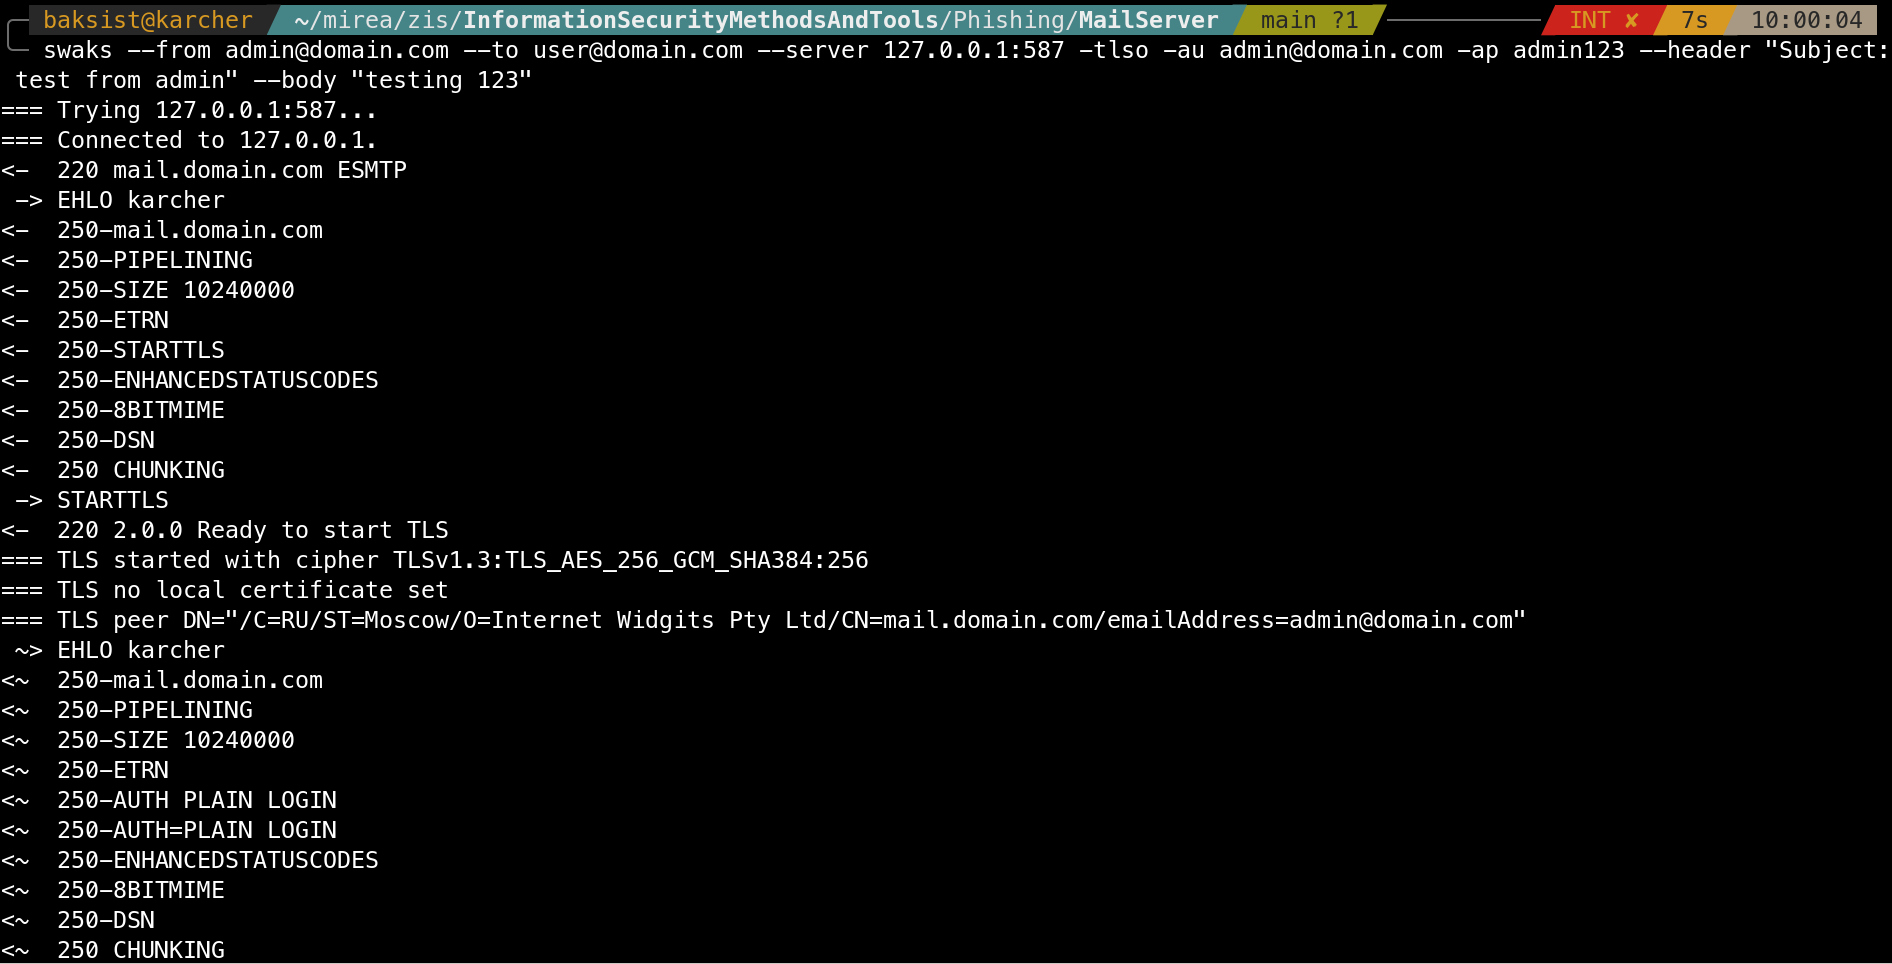 baksist@karcher ~/mirea/zis/InformationSecurityMethodsAndTools/Phishing/MailServer main ?1 INT ✘ 7s 10:00:04
swaks --from admin@domain.com --to user@domain.com --server 127.0.0.1:587 -tlso -au admin@domain.com -ap admin123 --header "Subject:
test from admin" --body "testing 123"
=== Trying 127.0.0.1:587...
=== Connected to 127.0.0.1.
<-  220 mail.domain.com ESMTP
 -> EHLO karcher
<-  250-mail.domain.com
<-  250-PIPELINING
<-  250-SIZE 10240000
<-  250-ETRN
<-  250-STARTTLS
<-  250-ENHANCEDSTATUSCODES
<-  250-8BITMIME
<-  250-DSN
<-  250 CHUNKING
 -> STARTTLS
<-  220 2.0.0 Ready to start TLS
=== TLS started with cipher TLSv1.3:TLS_AES_256_GCM_SHA384:256
=== TLS no local certificate set
=== TLS peer DN="/C=RU/ST=Moscow/O=Internet Widgits Pty Ltd/CN=mail.domain.com/emailAddress=admin@domain.com"
 ~> EHLO karcher
<~  250-mail.domain.com
<~  250-PIPELINING
<~  250-SIZE 10240000
<~  250-ETRN
<~  250-AUTH PLAIN LOGIN
<~  250-AUTH=PLAIN LOGIN
<~  250-ENHANCEDSTATUSCODES
<~  250-8BITMIME
<~  250-DSN
<~  250 CHUNKING